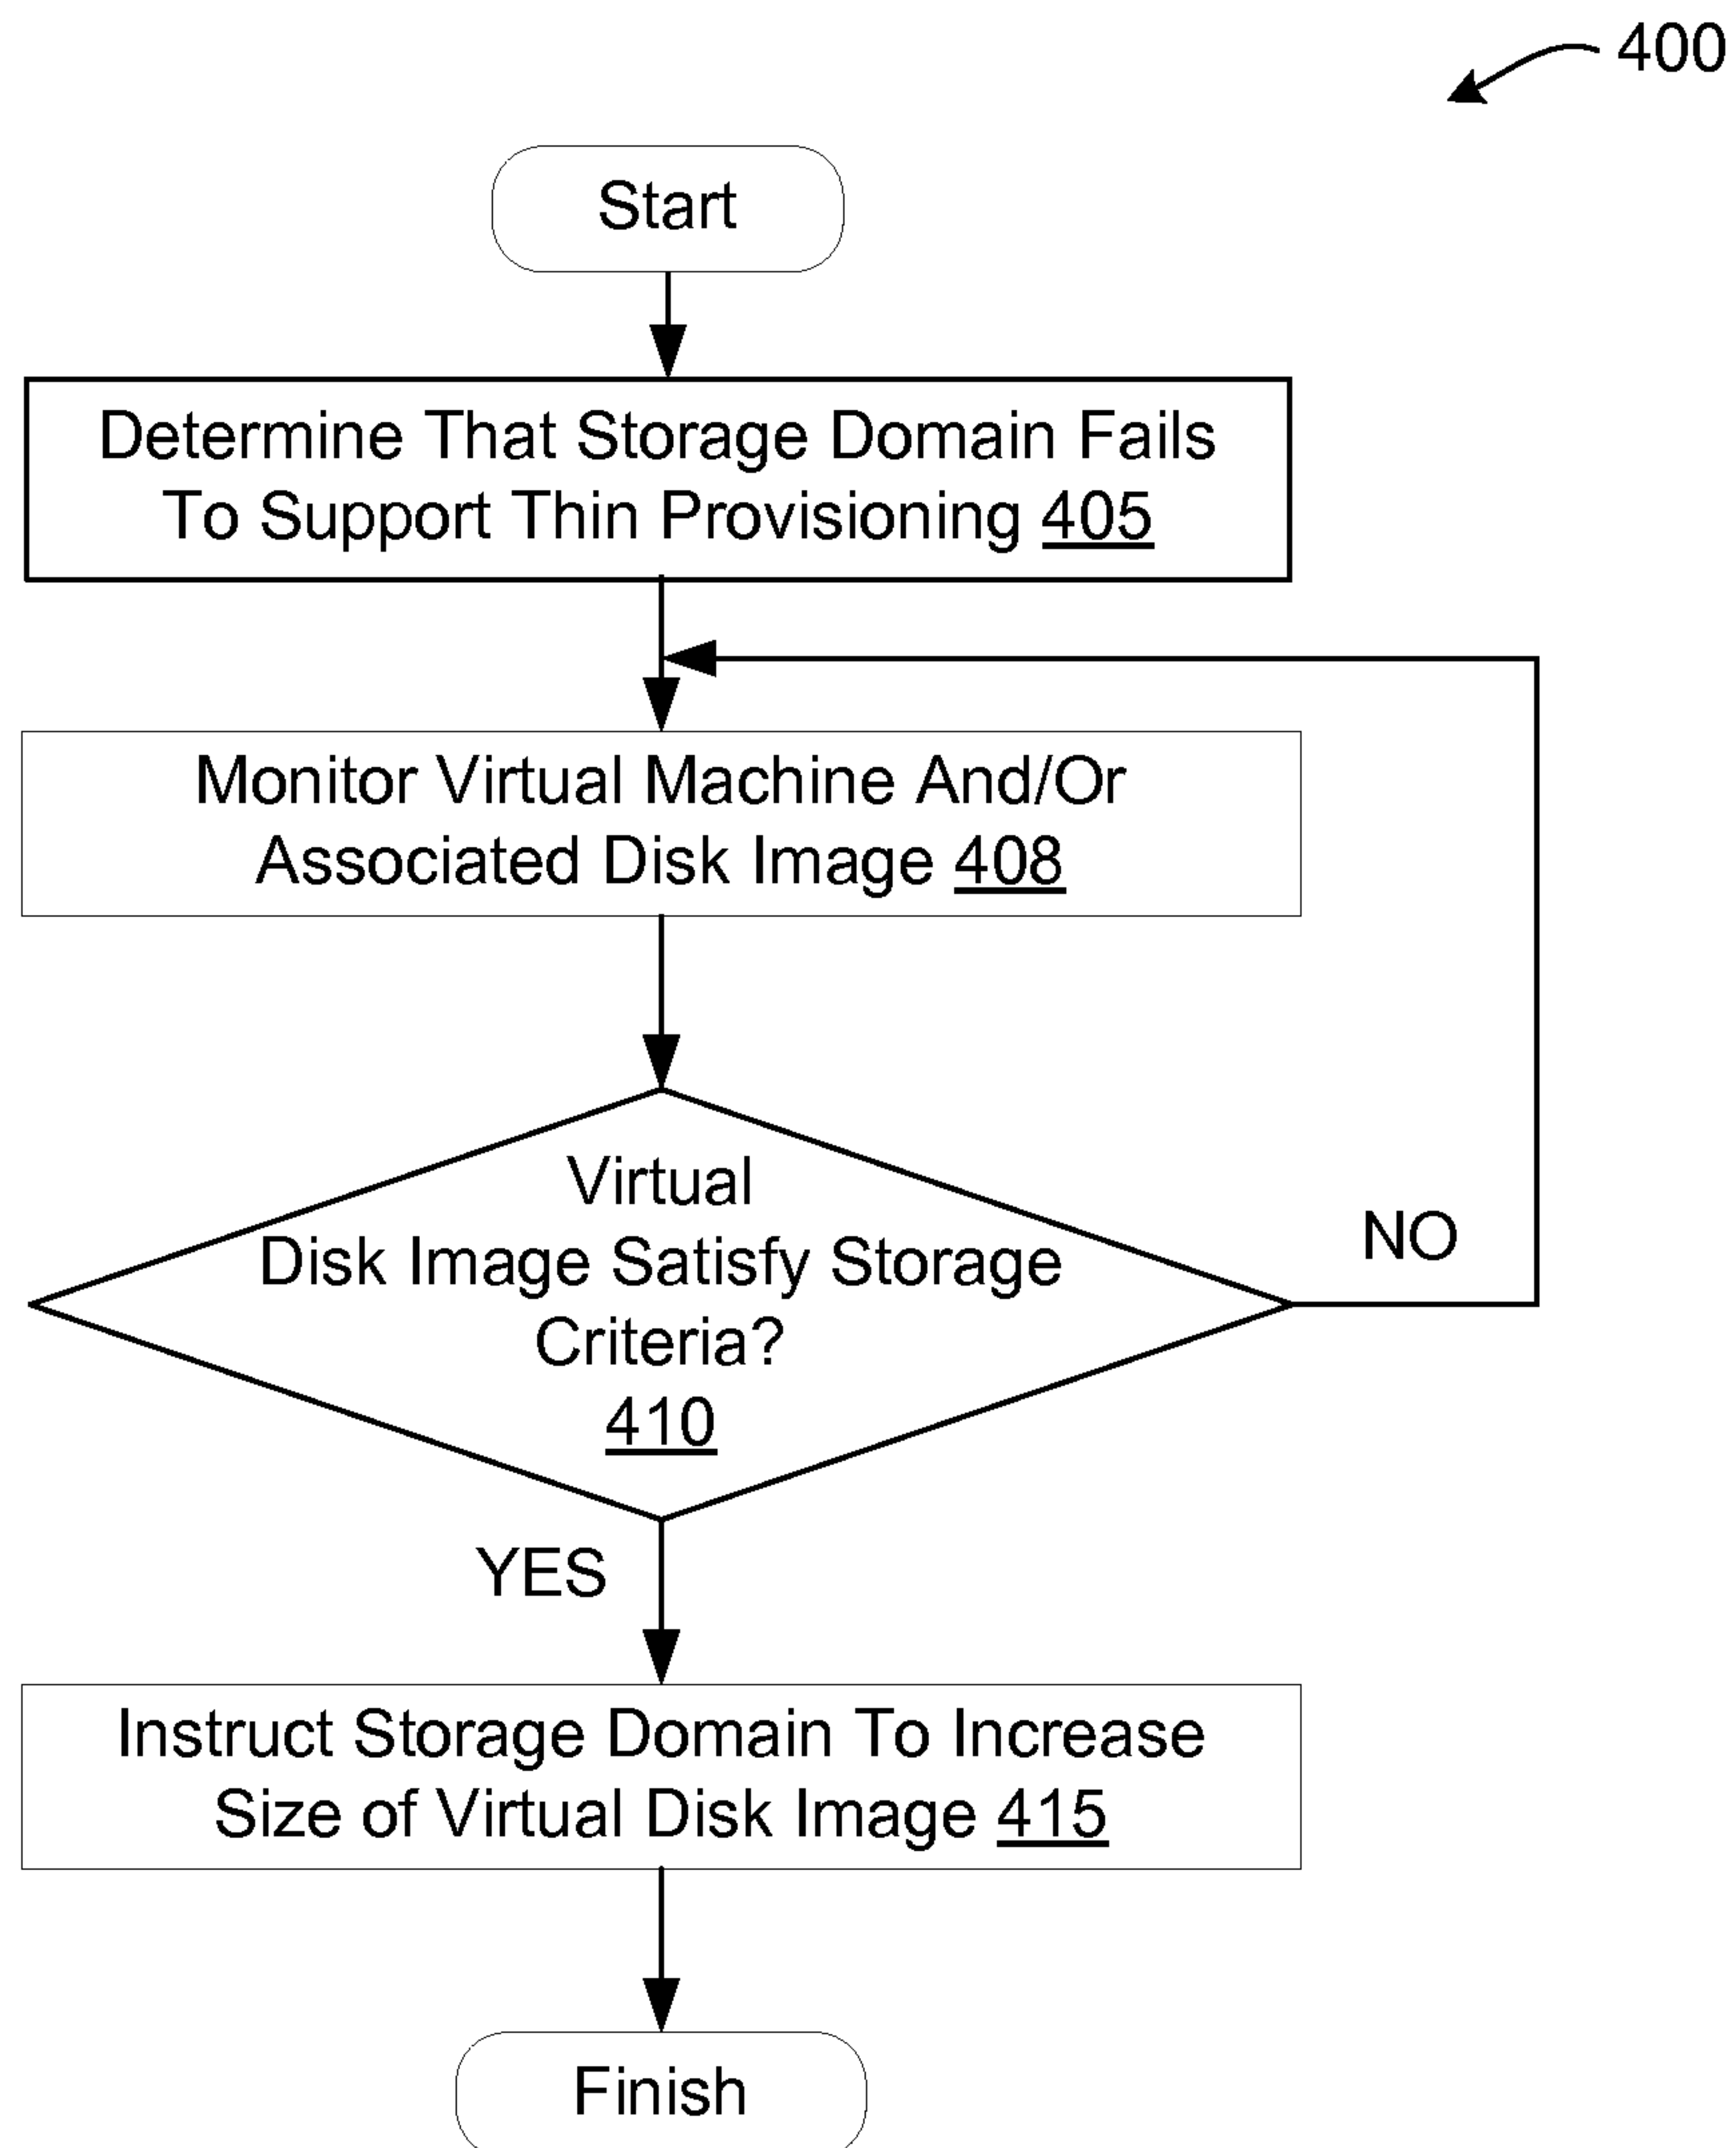 400
Start
Determine That Storage Domain Fails
To Support Thin Provisioning 405
Monitor Virtual Machine And/Or
Associated Disk Image 408
Virtual
Disk Image Satisfy Storage
Criteria?
410
NO
YES
Instruct Storage Domain To Increase
Size of Virtual Disk Image 415
Finish